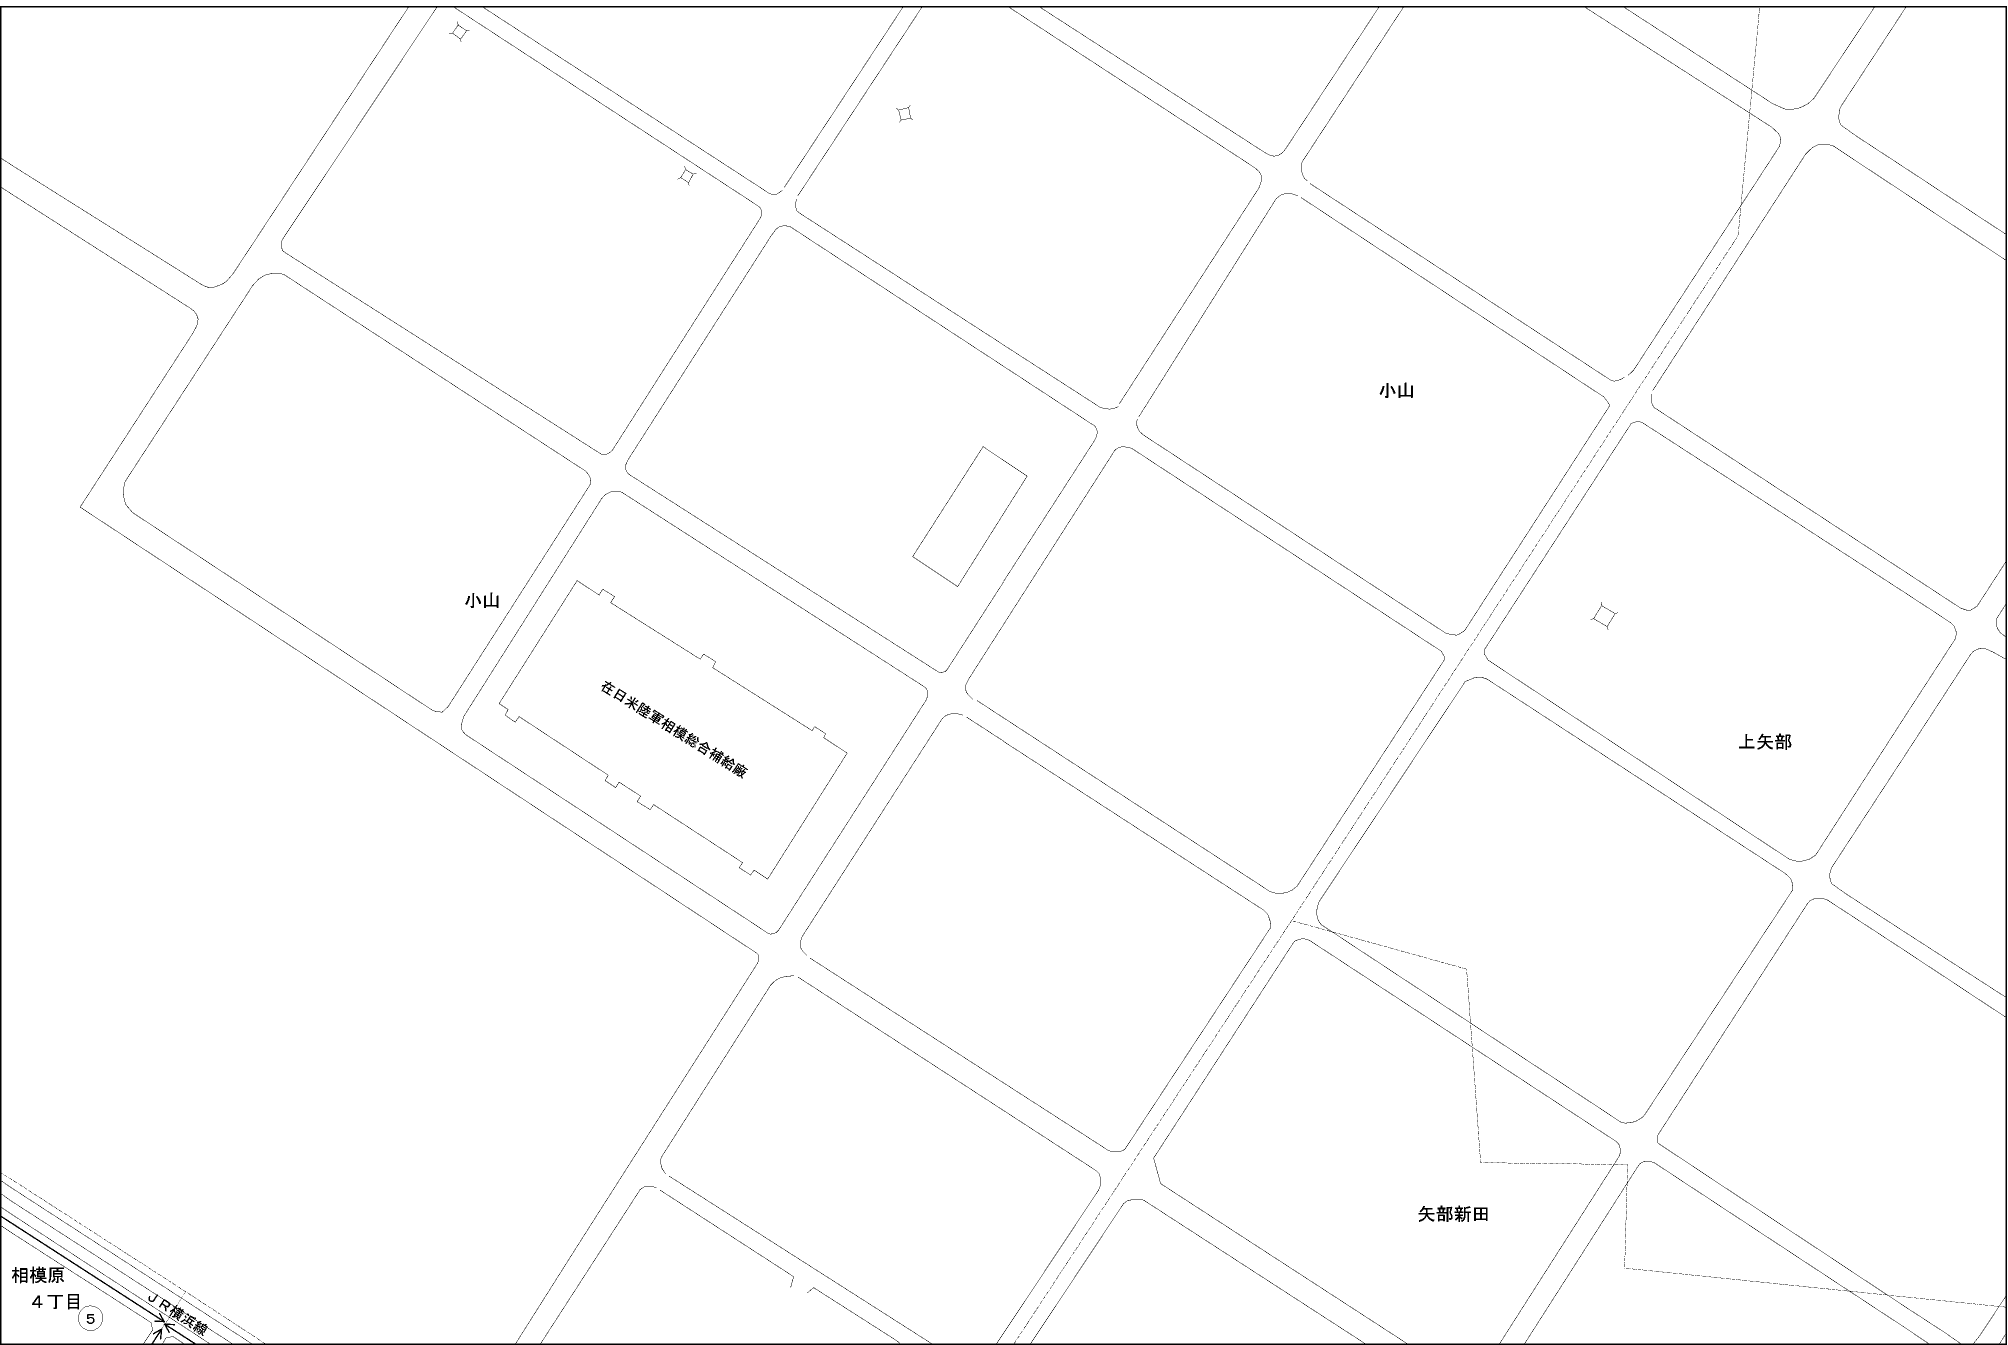 小山
小山
在日米陸軍相模総合補給廠
上矢部
矢部新田
相模原
４丁目
5
ＪＲ横浜線